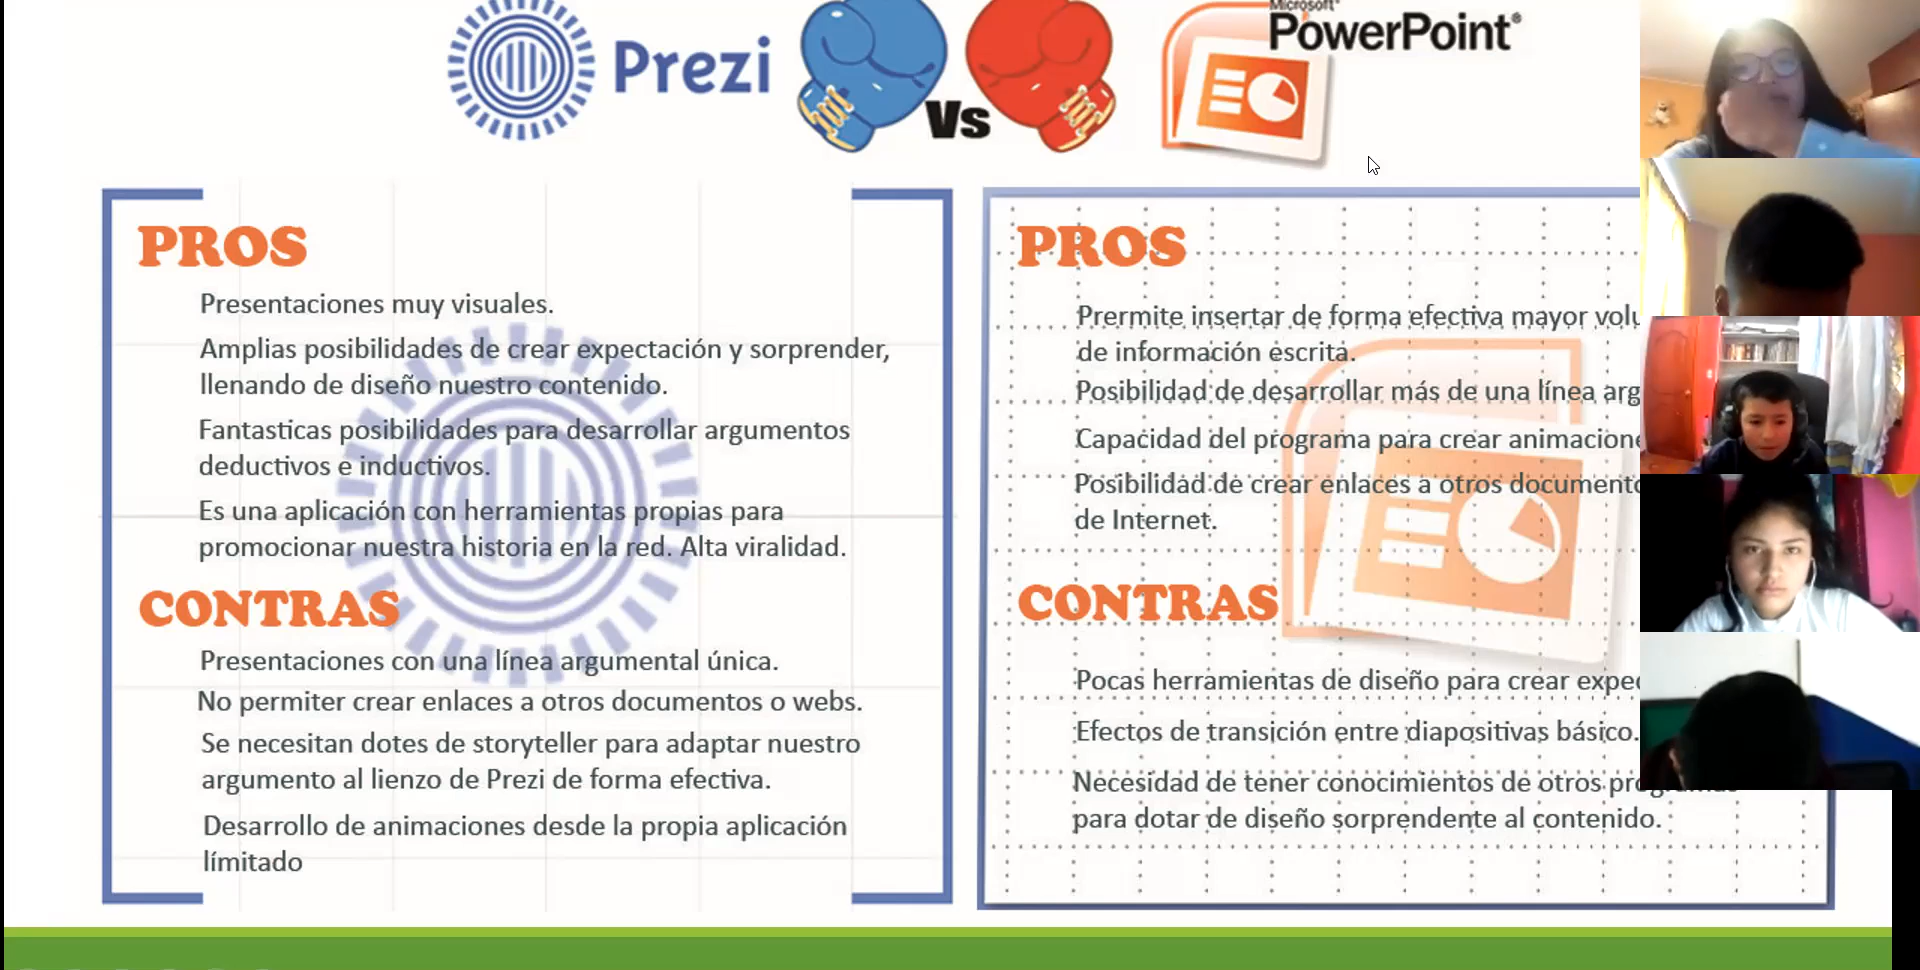 Prezi
Vs
Microsoft®
PowerPoint®
PROS
Presentaciones muy visuales.
Amplias posibilidades de crear expectación y sorprender,
llenando de diseño nuestro contenido.
Fantasticas posibilidades para desarrollar argumentos
deductivos e inductivos.
Es una aplicación con herramientas propias para
promocionar nuestra historia en la red. Alta viralidad.
CONTRAS
Presentaciones con una línea argumental única.
No permiter crear enlaces a otros documentos o webs.
Se necesitan dotes de storyteller para adaptar nuestro
argumento al lienzo de Prezi de forma efectiva.
Desarrollo de animaciones desde la propia aplicación
límitado
PROS
Prermite insertar de forma efectiva mayor
de información escrita.
Posibilidad de desarrollar más de una línea
Capacidad del programa para crear
Posibilidad de crear enlaces a otros
de Internet.
CONTRAS
Pocas herramientas de diseño para crear
Efectos de transición entre diapositivas básico.
Necesidad de tener conocimientos de otros programas
para dotar de diseño sorprendente al contenido.